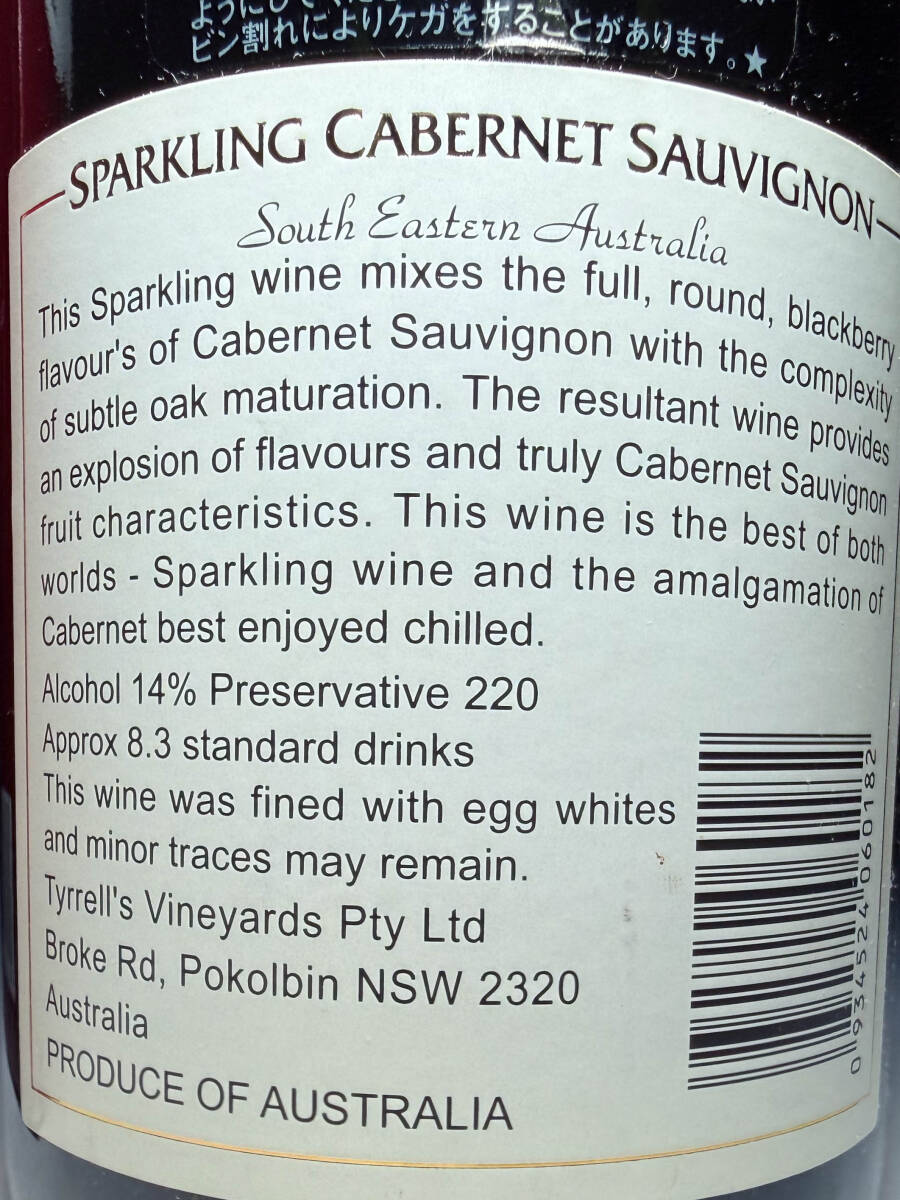 ビン割れによりケガをすることがあります。★
SPARKLING CABERNET SAUVIGNON
South Eastern Australia
This Sparkling wine mixes the full, round, blackberry
flavour's of Cabernet Sauvignon with the complexity
of subtle oak maturation. The resultant wine provides
an explosion of flavours and truly Cabernet Sauvignon
fruit characteristics. This wine is the best of both
worlds - Sparkling wine and the amalgamation of
Cabernet best enjoyed chilled.
Alcohol 14% Preservative 220
Approx 8.3 standard drinks
This wine was fined with egg whites
and minor traces may remain.
Tyrrell's Vineyards Pty Ltd
Broke Rd, Pokolbin NSW 2320
Australia
PRODUCE OF AUSTRALIA
0 934524 060182